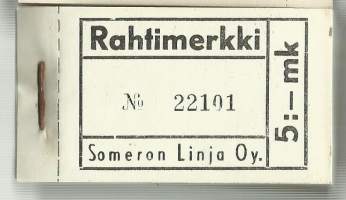 Rahtimerkki
№ 22101
Someron Linja Oy.
5:– mk